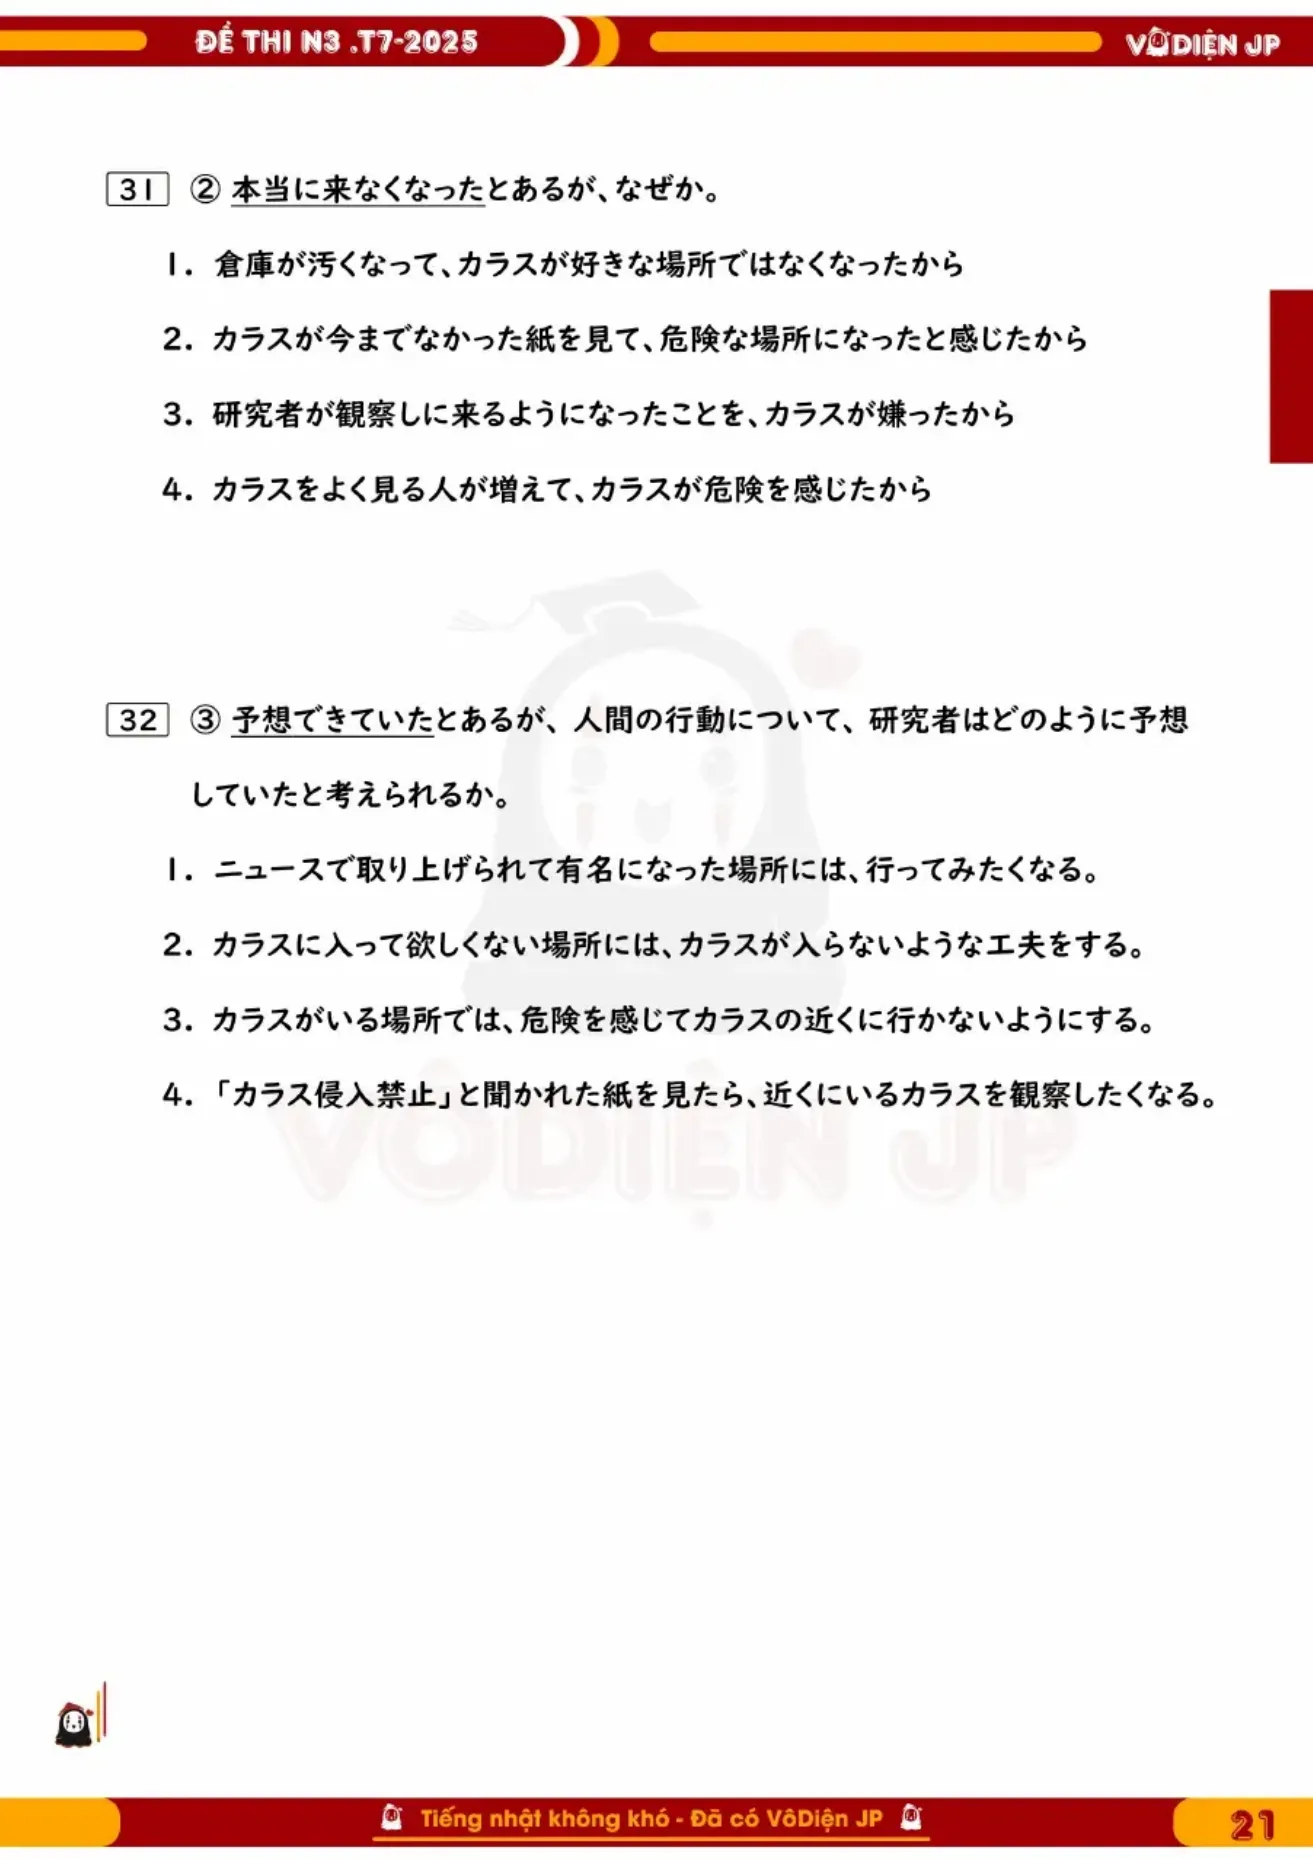 ĐỀ THI N3 .T7-2025
VÔDIỆN JP
31 ② 本当に来なくなったとあるが、なぜか。
1. 倉庫が汚くなって、カラスが好きな場所ではなくなったから
2. カラスが今までなかった紙を見て、危険な場所になったと感じたから
3. 研究者が観察しに来るようになったことを、カラスが嫌ったから
4. カラスをよく見る人が増えて、カラスが危険を感じたから
32 ③ 予想できていたとあるが、人間の行動について、研究者はどのように予想
していたと考えられるか。
1. ニュースで取り上げられて有名になった場所には、行ってみたくなる。
2. カラスに入って欲しくない場所には、カラスが入らないような工夫をする。
3. カラスがいる場所では、危険を感じてカラスの近くに行かないようにする。
4. 「カラス侵入禁止」と聞かれた紙を見たら、近くにいるカラスを観察したくなる。
VÔDIỆN JP
Tiếng nhật không khó - Đã có VôDiện JP
21